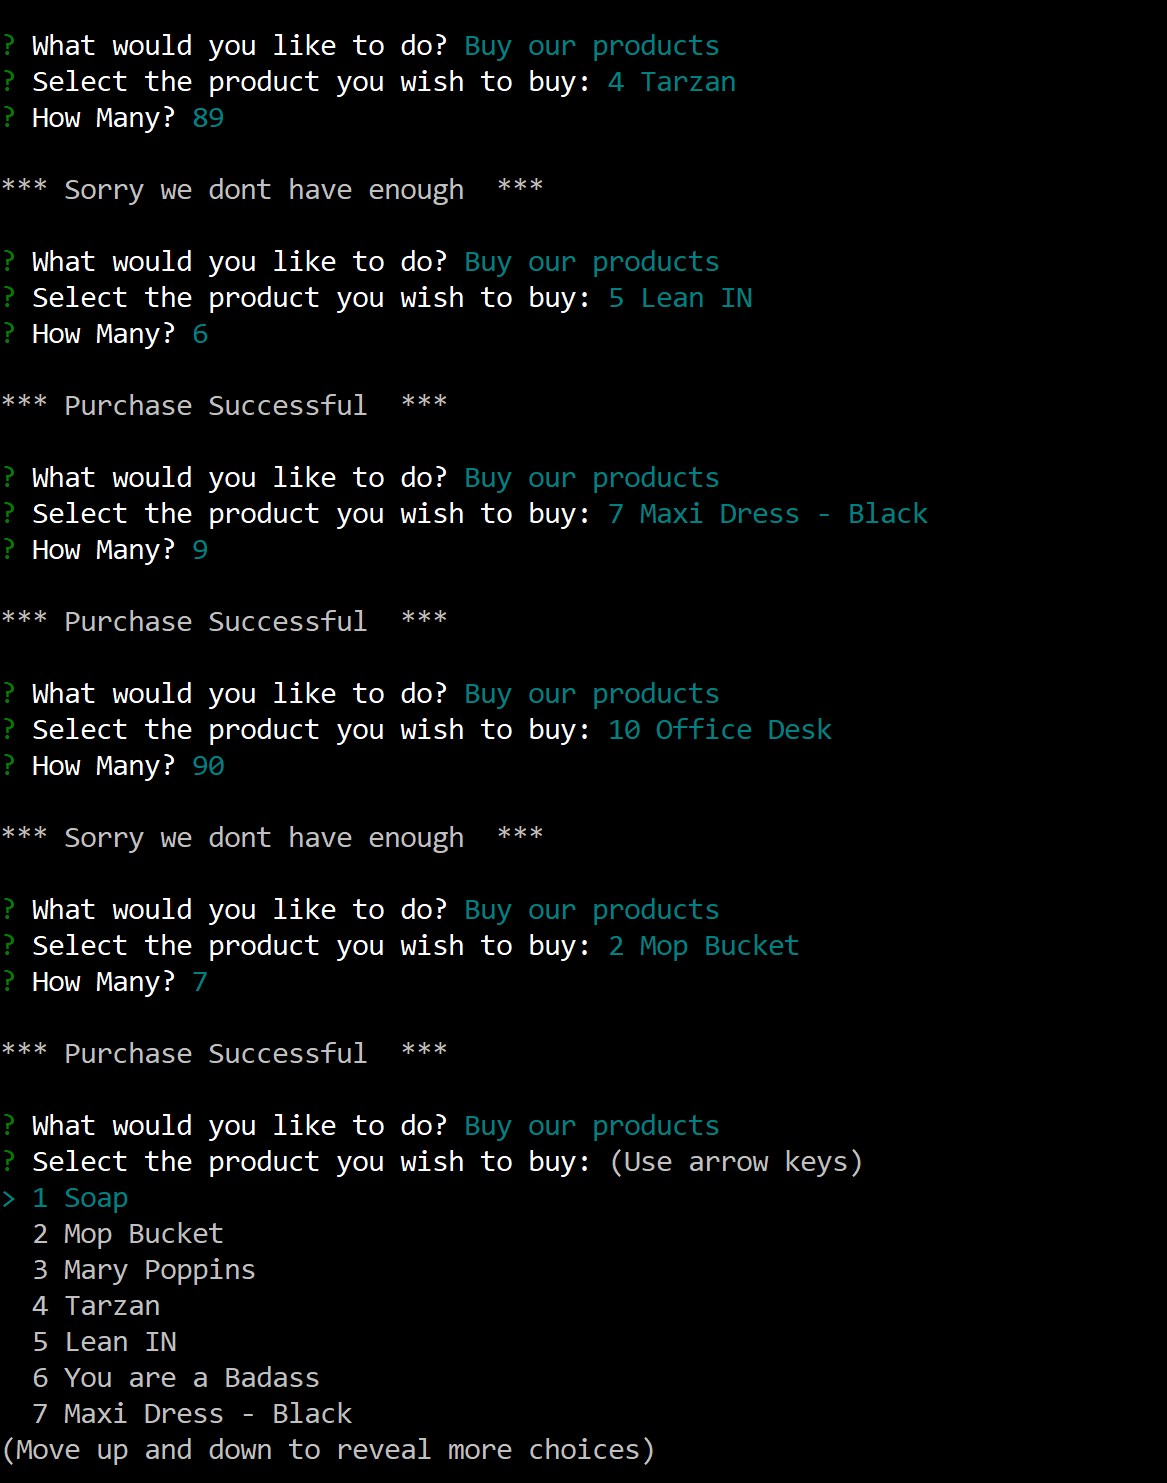 ? What would you like to do? Buy our products
? Select the product you wish to buy: 4 Tarzan
? How Many? 89
*** Sorry we dont have enough  ***
? What would you like to do? Buy our products
? Select the product you wish to buy: 5 Lean IN
? How Many? 6
*** Purchase Successful  ***
? What would you like to do? Buy our products
? Select the product you wish to buy: 7 Maxi Dress - Black
? How Many? 9
*** Purchase Successful  ***
? What would you like to do? Buy our products
? Select the product you wish to buy: 10 Office Desk
? How Many? 90
*** Sorry we dont have enough  ***
? What would you like to do? Buy our products
? Select the product you wish to buy: 2 Mop Bucket
? How Many? 7
*** Purchase Successful  ***
? What would you like to do? Buy our products
? Select the product you wish to buy: (Use arrow keys)
> 1 Soap
  2 Mop Bucket
  3 Mary Poppins
  4 Tarzan
  5 Lean IN
  6 You are a Badass
  7 Maxi Dress - Black
(Move up and down to reveal more choices)